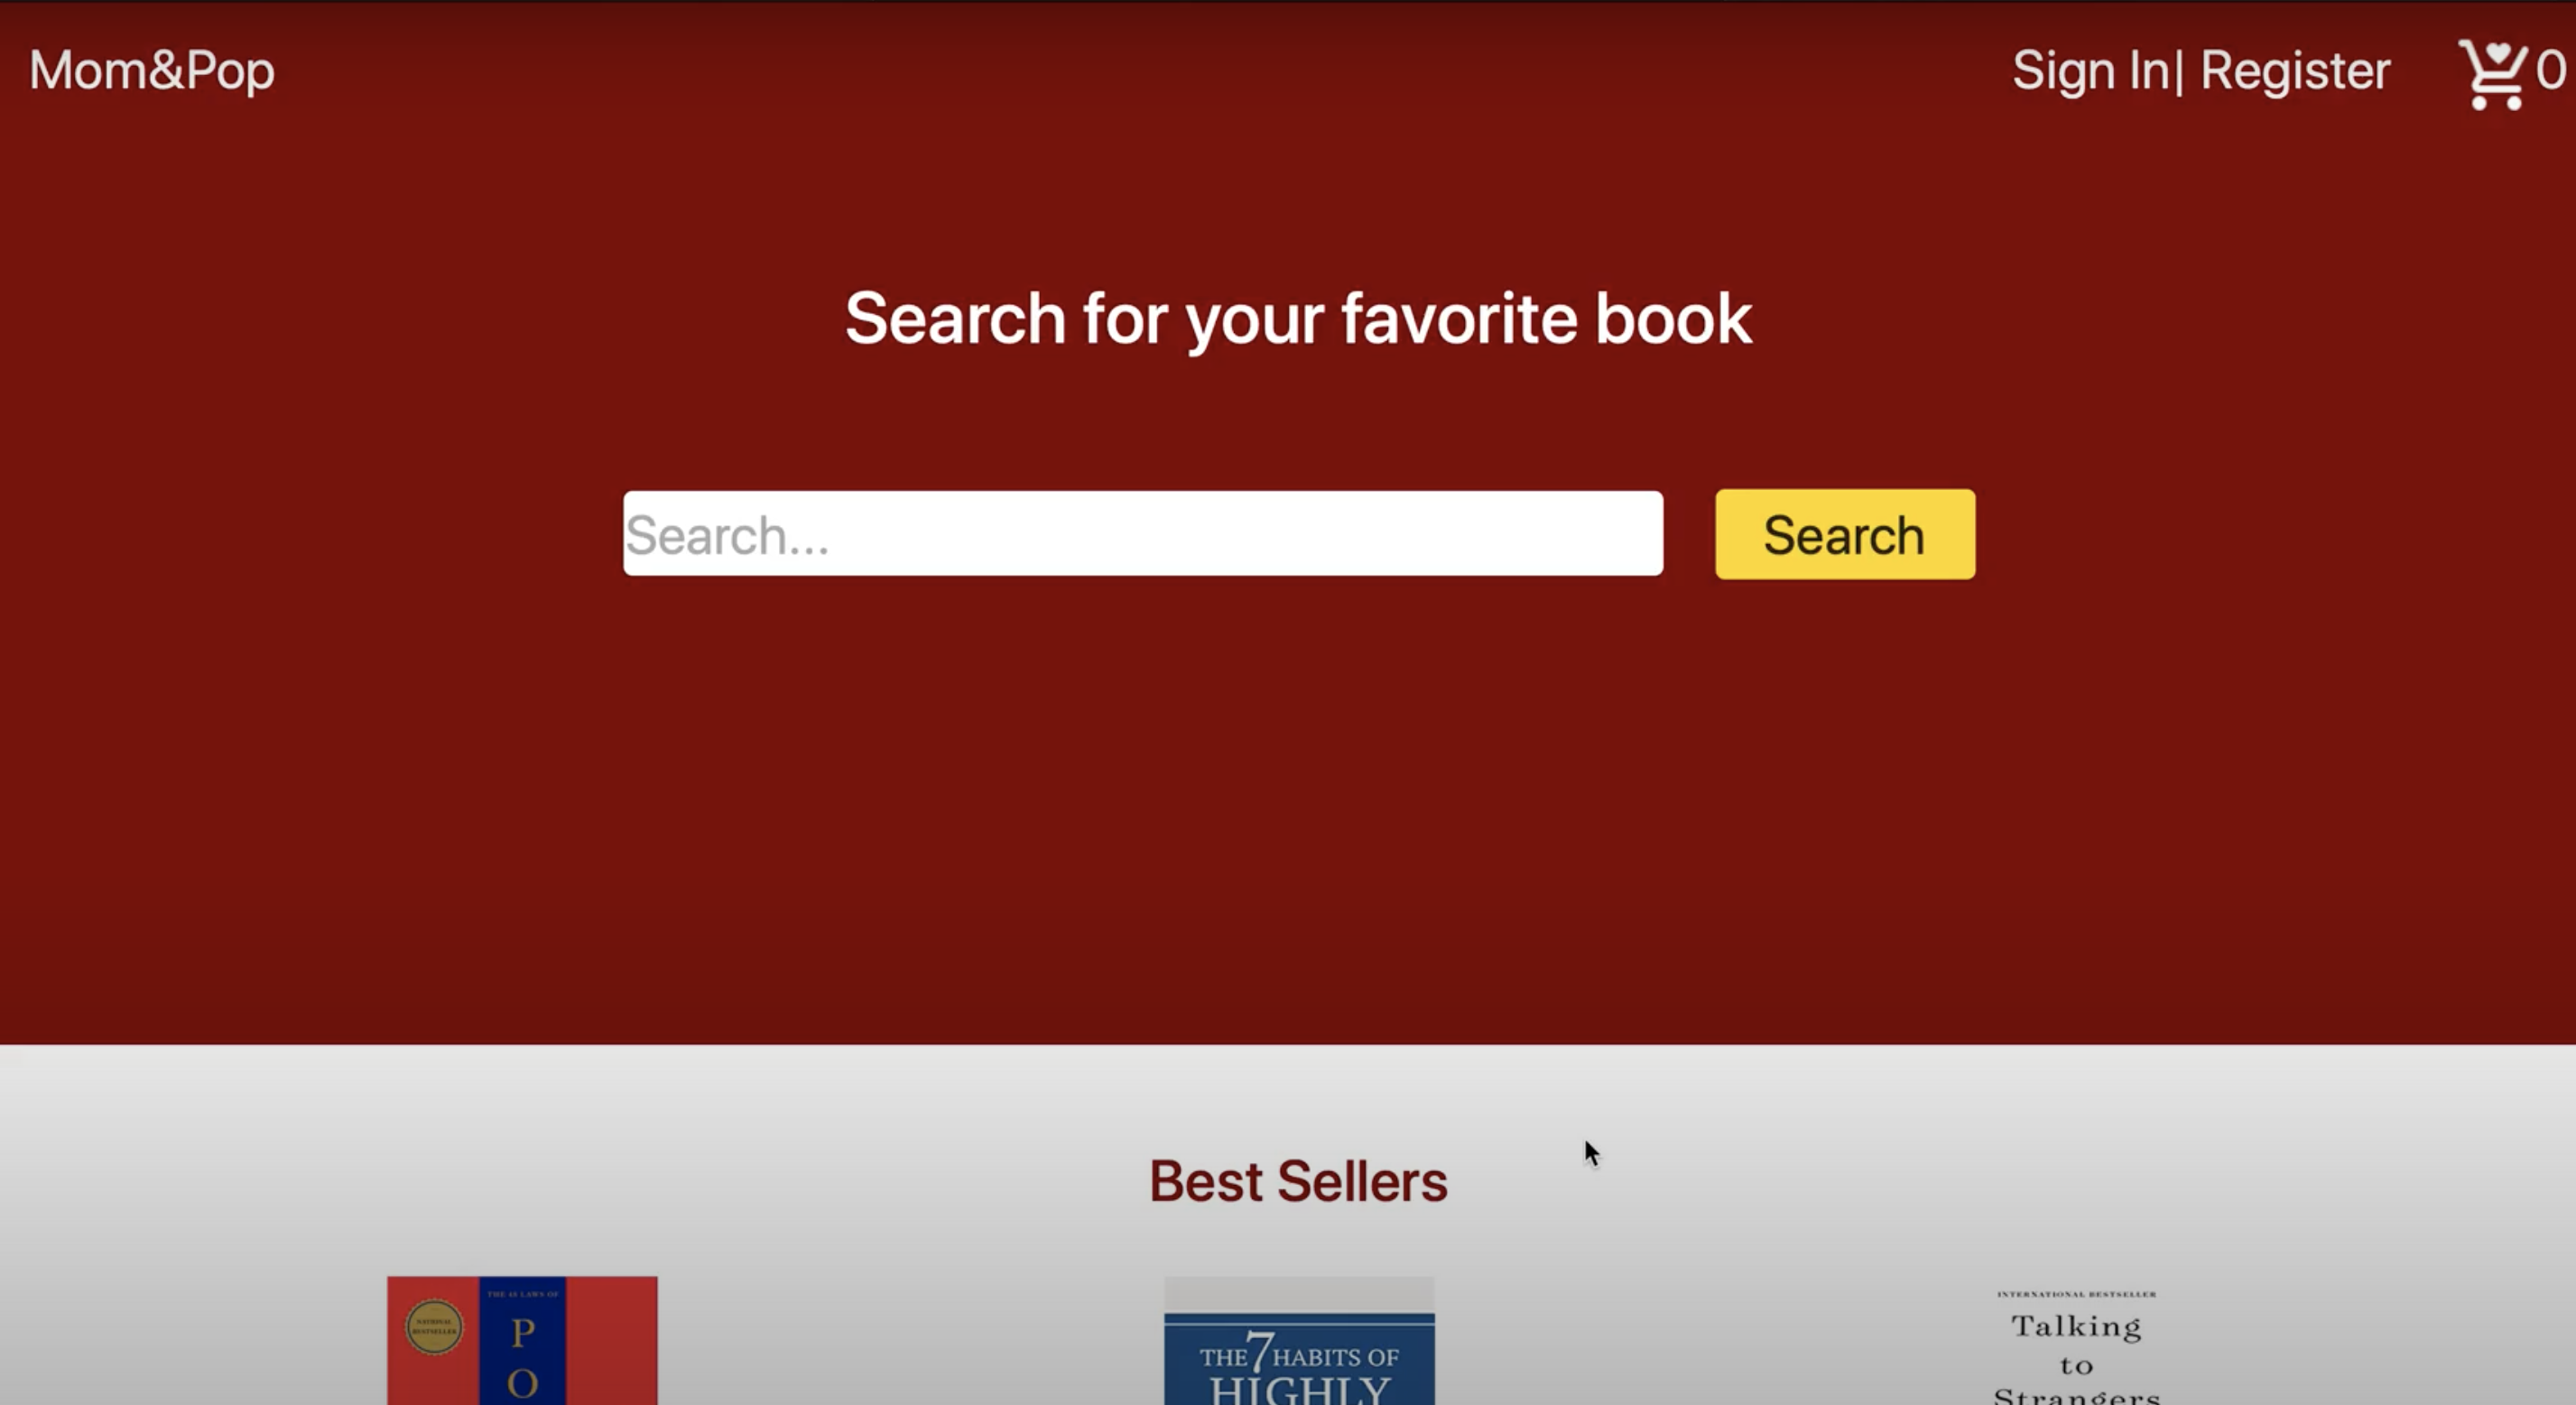 Mom&Pop
Sign In| Register
0
Search for your favorite book
Search...
Search
Best Sellers
NATIONAL
BESTSELLER
THE 48 LAWS OF
P
O
THE 7 HABITS OF
HIGHLY
INTERNATIONAL BESTSELLER
Talking
to
Strangers